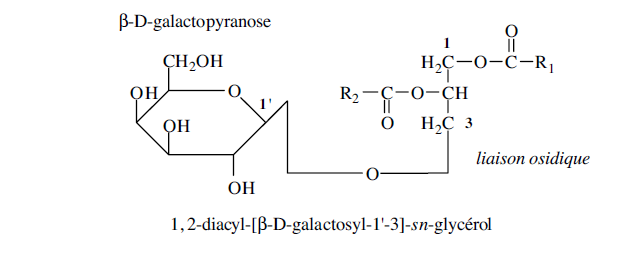 β-D-galactopyranose
O
1
CH₂OH
H₂C–O–C–R₁
OH O 1' R₂–C–O–CH
OH O H₂C 3
liaison osidique
O
OH
1,2-diacyl-[β-D-galactosyl-1'-3]-sn-glycérol